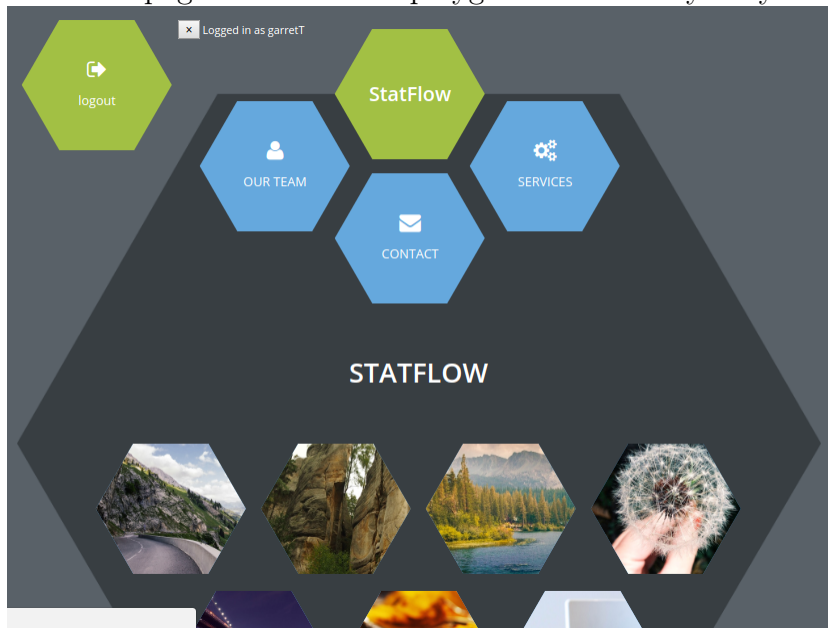 Logged in as garretT
logout
StatFlow
OUR TEAM
SERVICES
CONTACT
STATFLOW